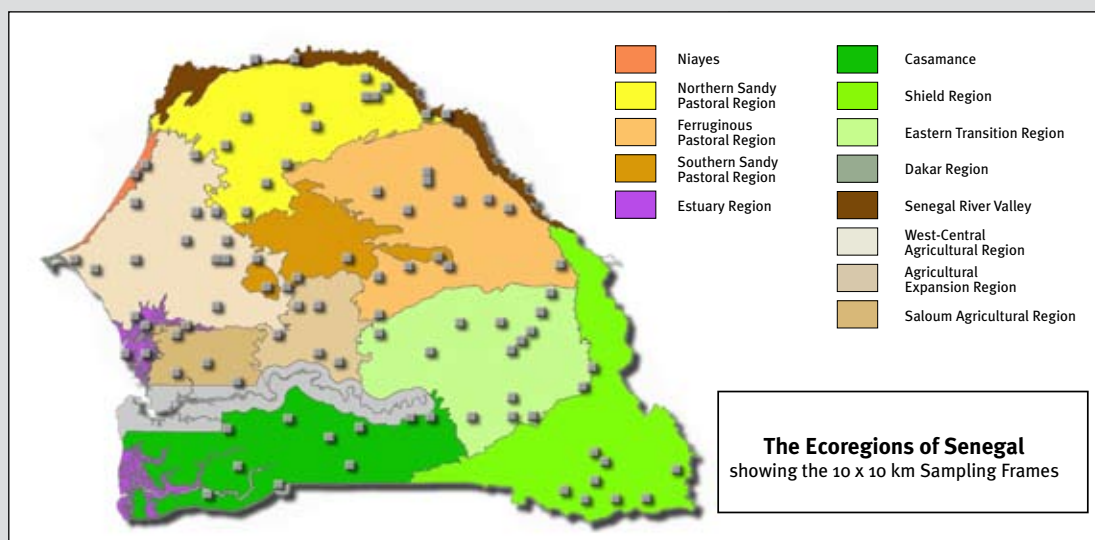 Niayes
Northern Sandy
Pastoral Region
Ferruginous
Pastoral Region
Southern Sandy
Pastoral Region
Estuary Region
Casamance
Shield Region
Eastern Transition Region
Dakar Region
Senegal River Valley
West-Central
Agricultural Region
Agricultural
Expansion Region
Saloum Agricultural Region
The Ecoregions of Senegal
showing the 10 x 10 km Sampling Frames